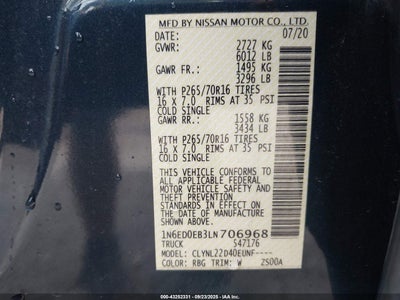 MFD BY NISSAN MOTOR CO., LTD.
DATE: 07/20
GVWR: 2727 KG
6012 LB
GAWR FR.: 1495 KG
3296 LB
WITH P265/70R16 TIRES
16 X 7.0 RIMS AT 35 PSI
COLD SINGLE
GAWR RR.: 1558 KG
3434 LB
WITH P265/70R16 TIRES
16 X 7.0 RIMS AT 35 PSI
COLD SINGLE
THIS VEHICLE CONFORMS TO
ALL APPLICABLE FEDERAL
MOTOR VEHICLE SAFETY
AND THEFT PREVENTION
STANDARDS IN EFFECT ON
THE DATE OF MANUFACTURE
SHOWN ABOVE.
1N6ED0EB3LN706968
TRUCK S47176
MODEL: CLYNL22D40EUNF----
COLOR: RBG TRIM: W ZS00A
ID: 43252331 - (09/23/2025) - IAA Inc.